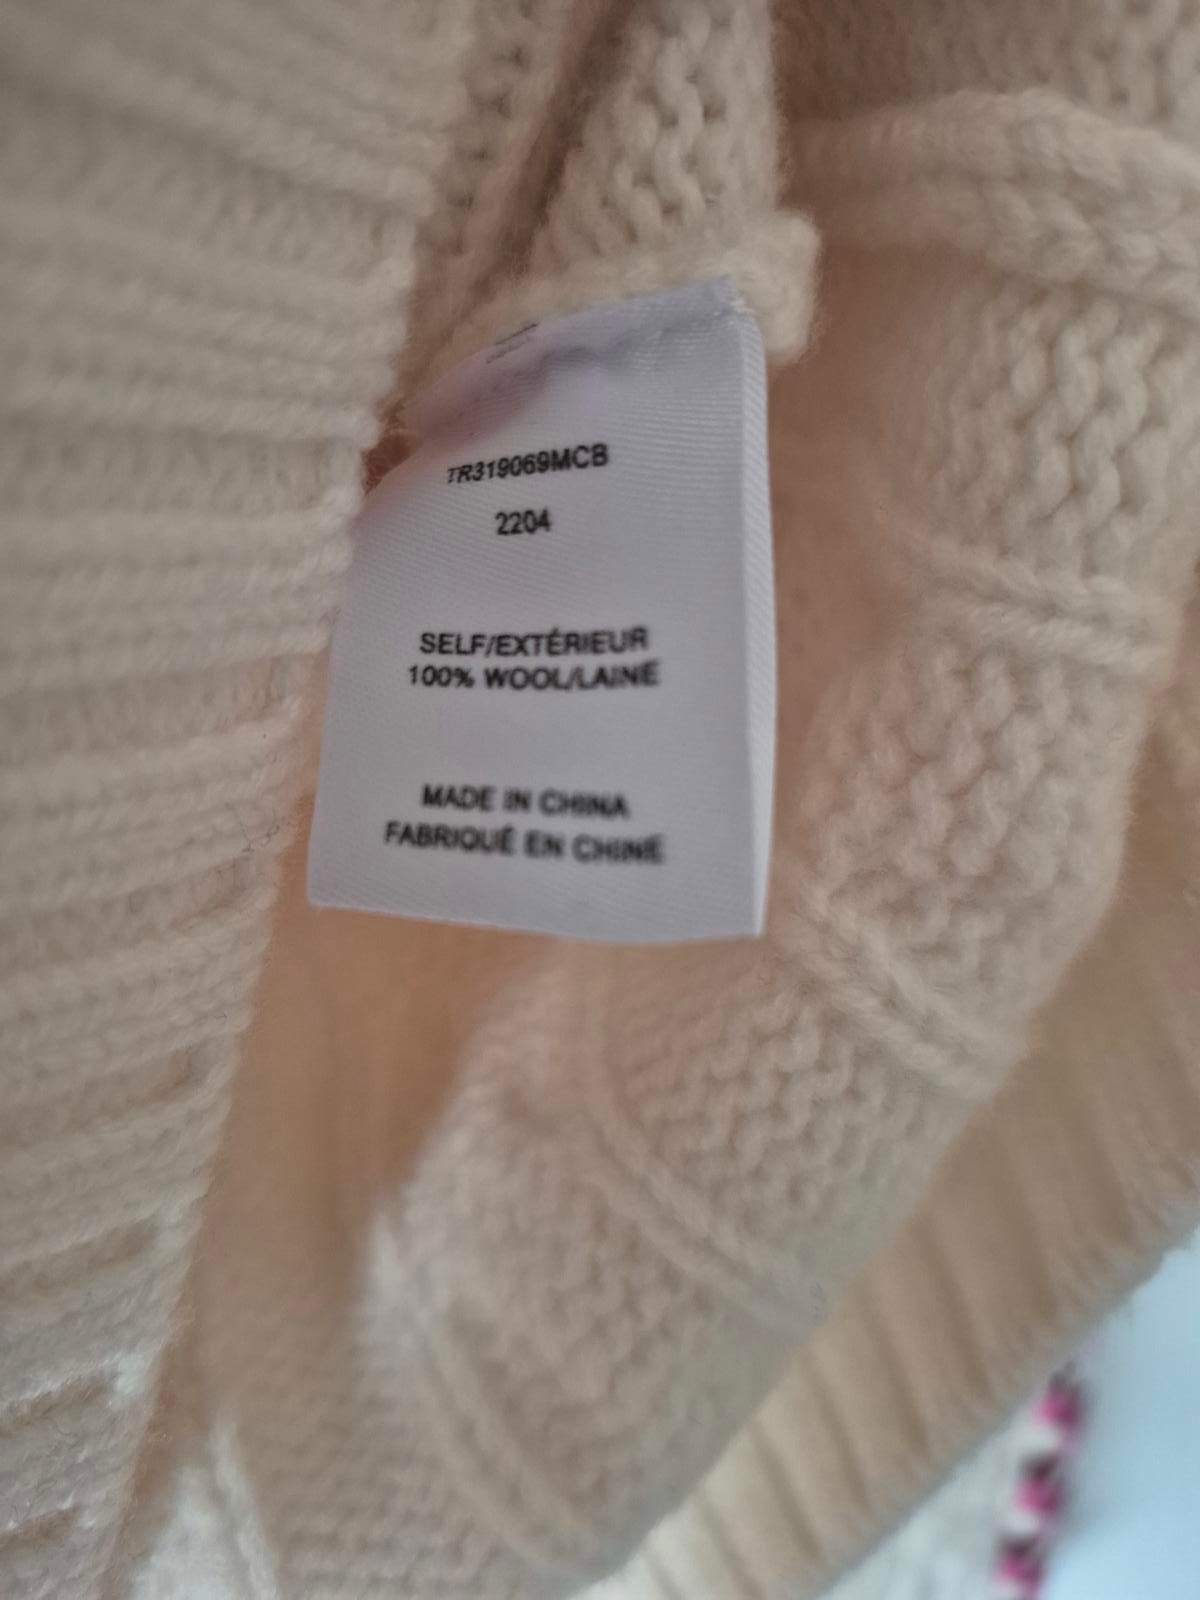 TR319069MCB
2204
SELF/EXTÉRIEUR
100% WOOL/LAINE
MADE IN CHINA
FABRIQUÉ EN CHINE